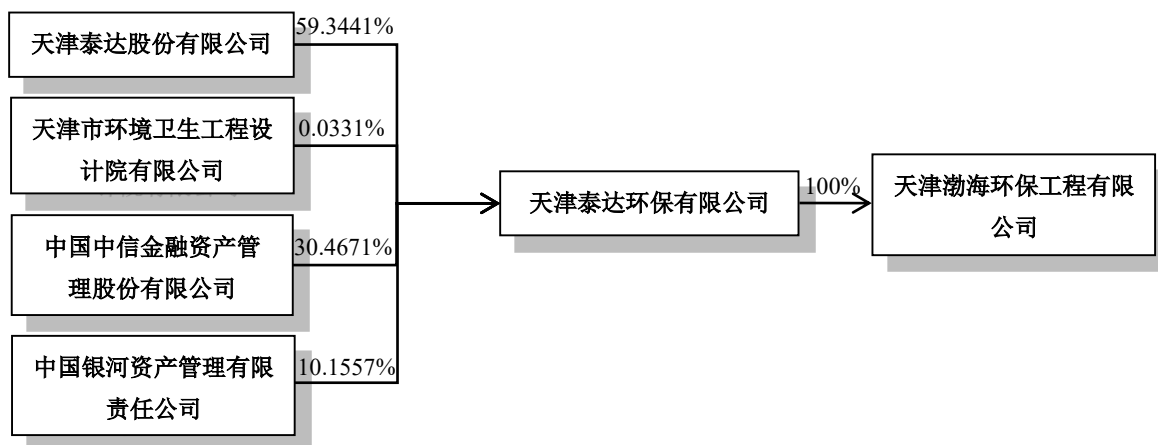 天津泰达股份有限公司
59.3441%
天津市环境卫生工程设
计院有限公司
0.0331%
中国中信金融资产管
理股份有限公司
30.4671%
中国银河资产管理有限
责任公司
10.1557%
天津泰达环保有限公司
100%
天津渤海环保工程有限
公司